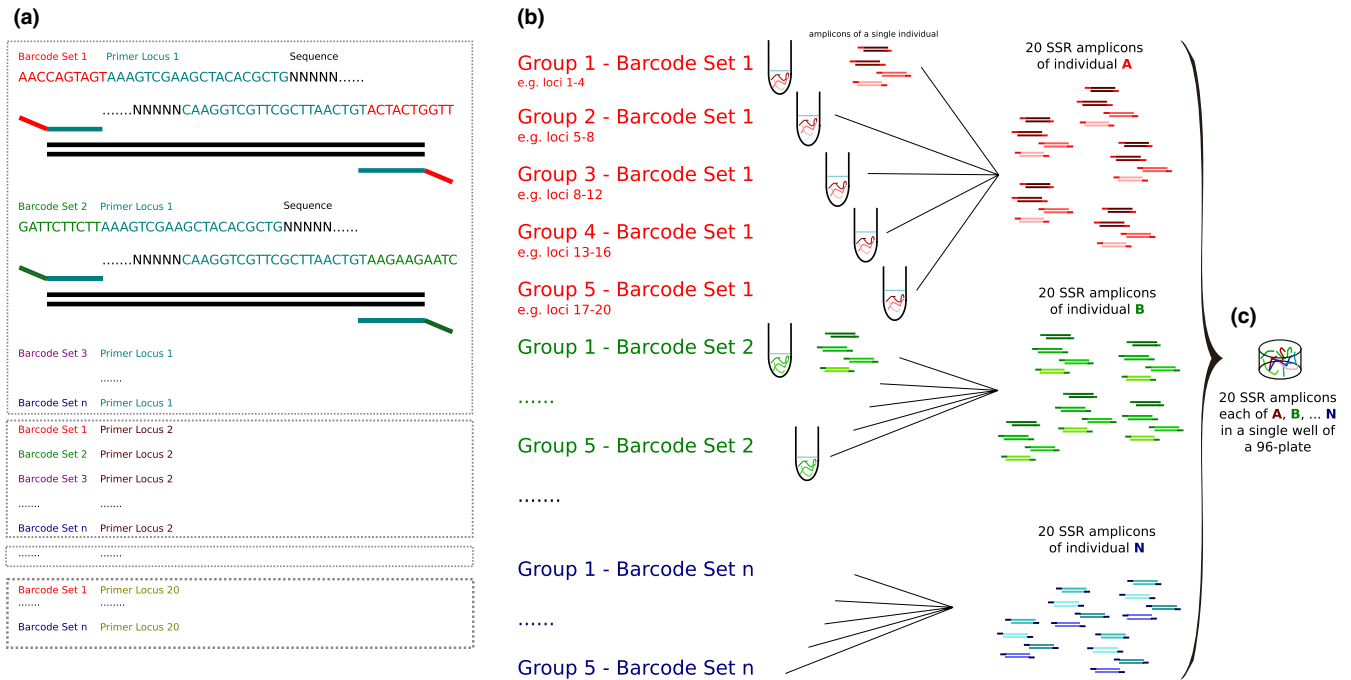 (a)
Barcode Set 1 Primer Locus 1 Sequence
AACCAGTAGTAAAGTCGAAGCTACACGCTGNNNNN......
.......NNNNNCAAGGTCGTTCGCTTAACTGTACTACTGGTT
Barcode Set 2 Primer Locus 1 Sequence
GATTCTTCTTAAAGTCGAAGCTACACGCTGNNNNN......
.......NNNNNCAAGGTCGTTCGCTTAACTGTAAGAAGAATC
Barcode Set 3 Primer Locus 1
.......
Barcode Set n Primer Locus 1
Barcode Set 1 Primer Locus 2
Barcode Set 2 Primer Locus 2
Barcode Set 3 Primer Locus 2
....... .......
Barcode Set n Primer Locus 2
....... .......
Barcode Set 1 Primer Locus 20
....... ........
Barcode Set n Primer Locus 20
(b)
amplicons of a single individual
Group 1 - Barcode Set 1
e.g. loci 1-4
Group 2 - Barcode Set 1
e.g. loci 5-8
Group 3 - Barcode Set 1
e.g. loci 8-12
Group 4 - Barcode Set 1
e.g. loci 13-16
Group 5 - Barcode Set 1
e.g. loci 17-20
Group 1 - Barcode Set 2
......
Group 5 - Barcode Set 2
.......
Group 1 - Barcode Set n
......
Group 5 - Barcode Set n
20 SSR amplicons
of individual A
20 SSR amplicons
of individual B
20 SSR amplicons
of individual N
(c)
20 SSR amplicons
each of A, B, ... N
in a single well of
a 96-plate